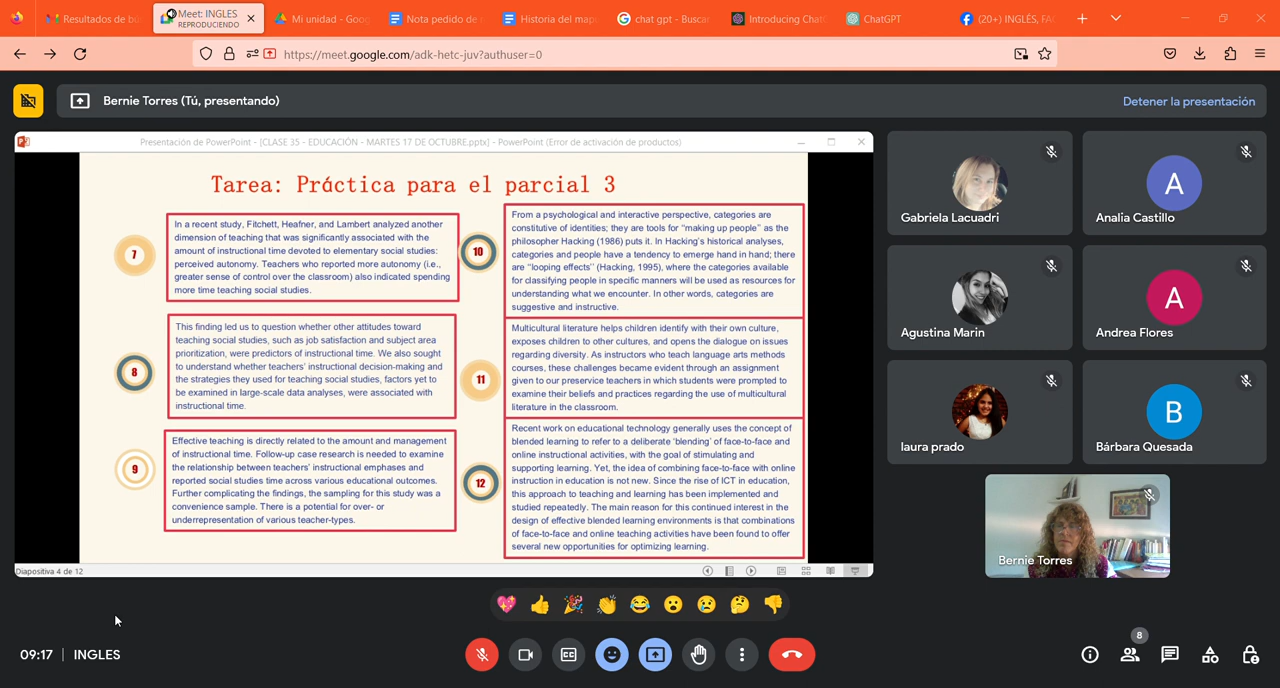 Resultados de bú
Meet: INGLES
REPRODUCIENDO
Mi unidad - Goog
Nota pedido de
Historia del mapa
chat gpt - Buscar
Introducing Chat
ChatGPT
(20+) INGLÉS, FAC
https://meet.google.com/adk-hetc-juv?authuser=0
Bernie Torres (Tú, presentando)
Detener la presentación
Presentación de PowerPoint - [CLASE 35 - EDUCACIÓN - MARTES 17 DE OCTUBRE.pptx] - PowerPoint (Error de activación de productos)
Tarea: Práctica para el parcial 3
7
In a recent study, Fitchett, Heafner, and Lambert analyzed another
dimension of teaching that was significantly associated with the
amount of instructional time devoted to elementary social studies:
perceived autonomy. Teachers who reported more autonomy (i.e.,
greater sense of control over the classroom) also indicated spending
more time teaching social studies.
8
This finding led us to question whether other attitudes toward
teaching social studies, such as job satisfaction and subject area
prioritization, were predictors of instructional time. We also sought
to understand whether teachers' instructional decision-making and
the strategies they used for teaching social studies, factors yet to
be examined in large-scale data analyses, were associated with
instructional time.
9
Effective teaching is directly related to the amount and management
of instructional time. Follow-up case research is needed to examine
the relationship between teachers' instructional emphases and
reported social studies time across various educational outcomes.
Further complicating the findings, the sampling for this study was a
convenience sample. There is a potential for over- or
underrepresentation of various teacher-types.
10
From a psychological and interactive perspective, categories are
constitutive of identities; they are tools for "making up people" as the
philosopher Hacking (1986) puts it. In Hacking's historical analyses,
categories and people have a tendency to emerge hand in hand; there
are "looping effects'' (Hacking, 1995), where the categories available
for classifying people in specific manners will be used as resources for
understanding what we encounter. In other words, categories are
suggestive and instructive.
11
Multicultural literature helps children identify with their own culture,
exposes children to other cultures, and opens the dialogue on issues
regarding diversity. As instructors who teach language arts methods
courses, these challenges became evident through an assignment
given to our preservice teachers in which students were prompted to
examine their beliefs and practices regarding the use of multicultural
literature in the classroom.
12
Recent work on educational technology generally uses the concept of
blended learning to refer to a deliberate 'blending' of face-to-face and
online instructional activities, with the goal of stimulating and
supporting learning. Yet, the idea of combining face-to-face with online
instruction in education is not new. Since the rise of ICT in education,
this approach to teaching and learning has been implemented and
studied repeatedly. The main reason for this continued interest in the
design of effective blended learning environments is that combinations
of face-to-face and online teaching activities have been found to offer
several new opportunities for optimizing learning.
Diapositiva 4 de 12
Gabriela Lacuadri
A
Analia Castillo
Agustina Marin
A
Andrea Flores
laura prado
B
Bárbara Quesada
Bernie Torres
09:17 | INGLES
8